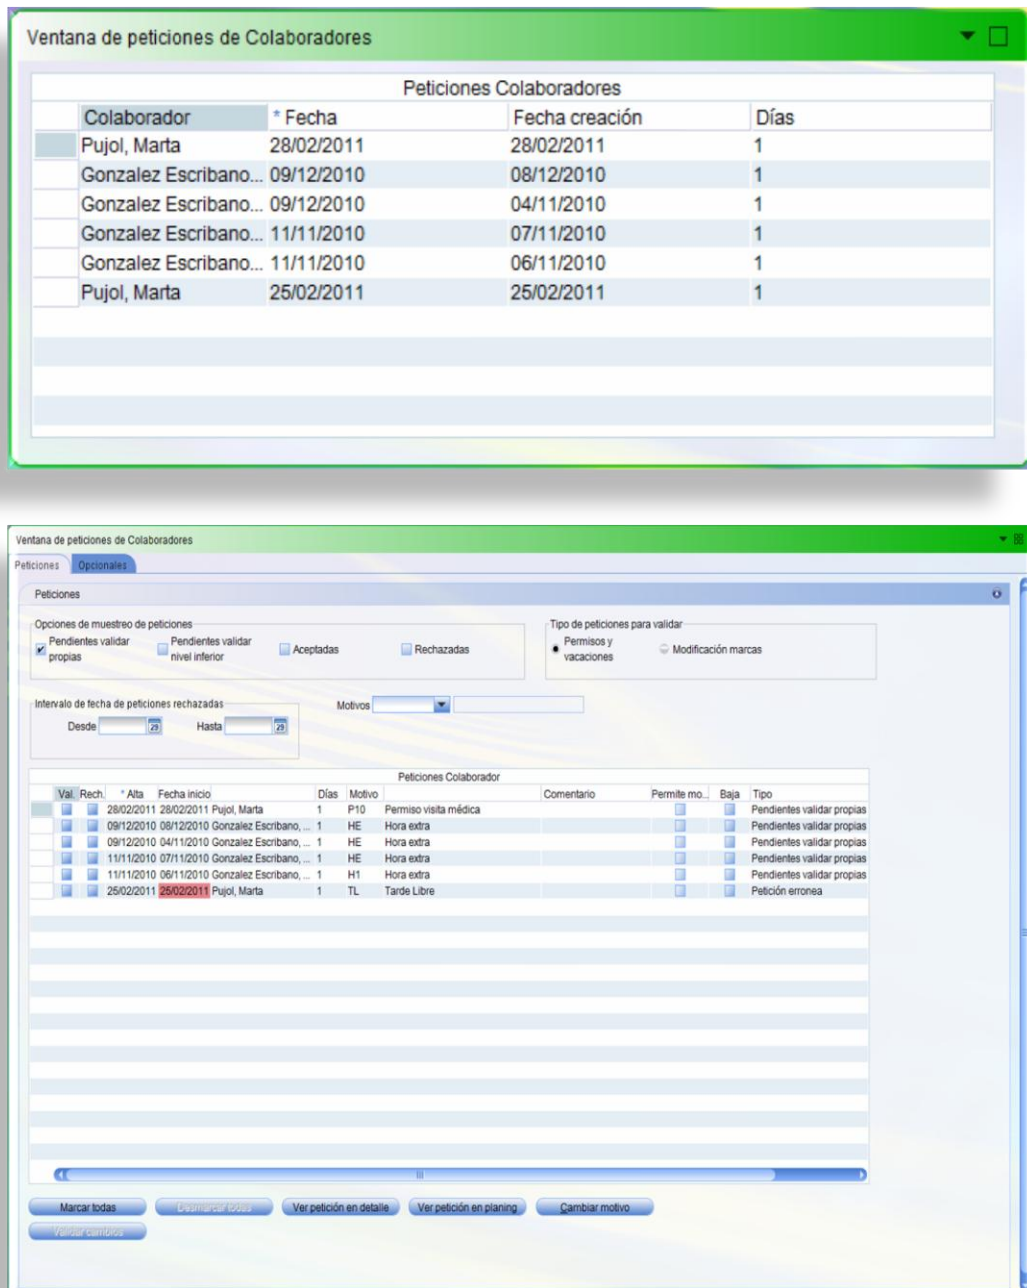 Ventana de peticiones de Colaboradores
Peticiones Colaboradores
Colaborador * Fecha Fecha creación Días
Pujol, Marta 28/02/2011 28/02/2011 1
Gonzalez Escribano... 09/12/2010 08/12/2010 1
Gonzalez Escribano... 09/12/2010 04/11/2010 1
Gonzalez Escribano... 11/11/2010 07/11/2010 1
Gonzalez Escribano... 11/11/2010 06/11/2010 1
Pujol, Marta 25/02/2011 25/02/2011 1
Ventana de peticiones de Colaboradores
Peticiones Opcionales
Peticiones
Opciones de muestreo de peticiones
Pendientes validar propias
Pendientes validar nivel inferior
Aceptadas
Rechazadas
Tipo de peticiones para validar
Permisos y vacaciones
Modificación marcas
Intervalo de fecha de peticiones rechazadas
Desde 29 Hasta 29
Motivos
Peticiones Colaborador
Val. Rech. * Alta Fecha inicio Días Motivo Comentario Permite mo... Baja Tipo
28/02/2011 28/02/2011 Pujol, Marta 1 P10 Permiso visita médica Pendientes validar propias
09/12/2010 08/12/2010 Gonzalez Escribano, ... 1 HE Hora extra Pendientes validar propias
09/12/2010 04/11/2010 Gonzalez Escribano, ... 1 HE Hora extra Pendientes validar propias
11/11/2010 07/11/2010 Gonzalez Escribano, ... 1 HE Hora extra Pendientes validar propias
11/11/2010 06/11/2010 Gonzalez Escribano, ... 1 H1 Hora extra Pendientes validar propias
25/02/2011 25/02/2011 Pujol, Marta 1 TL Tarde Libre Petición erronea
Marcar todas Desmarcar todas Ver petición en detalle Ver petición en planing Cambiar motivo
Validar cambios